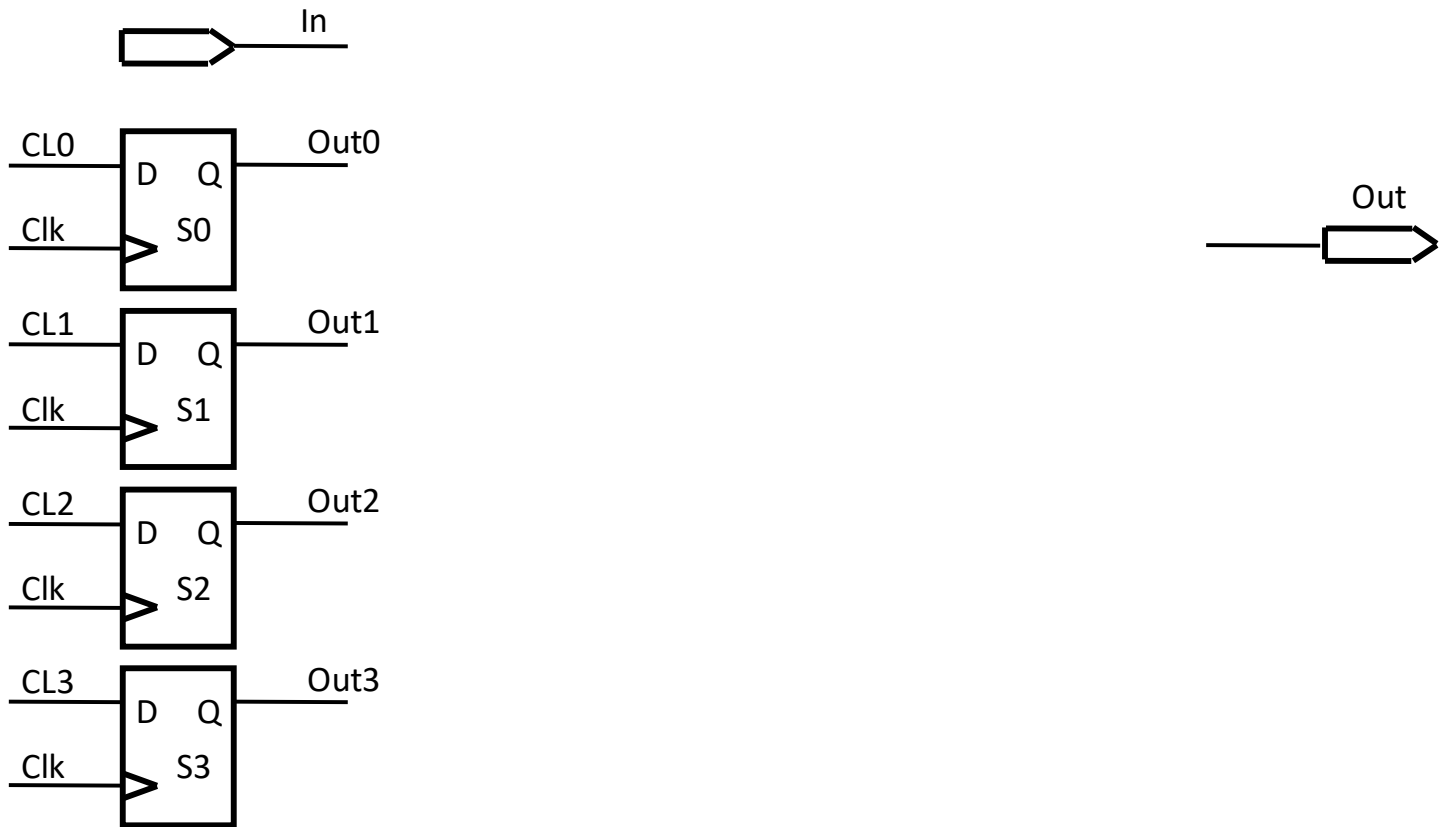 In
CL0
Out0
D Q
Clk
S0
Out
CL1
Out1
D Q
Clk
S1
CL2
Out2
D Q
Clk
S2
CL3
Out3
D Q
Clk
S3